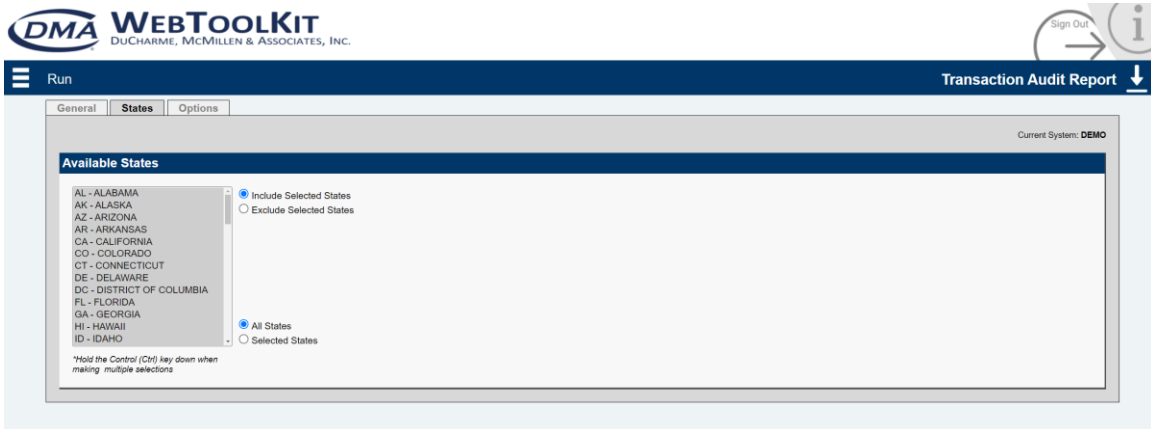 DMA WEBTOOLKIT
DUCHARME, MCMILLEN & ASSOCIATES, INC.
Sign Out
i
Run
Transaction Audit Report
General States Options
Current System: DEMO
Available States
AL - ALABAMA
AK - ALASKA
AZ - ARIZONA
AR - ARKANSAS
CA - CALIFORNIA
CO - COLORADO
CT - CONNECTICUT
DE - DELAWARE
DC - DISTRICT OF COLUMBIA
FL - FLORIDA
GA - GEORGIA
HI - HAWAII
ID - IDAHO
Include Selected States
Exclude Selected States
All States
Selected States
*Hold the Control (Ctrl) key down when
making multiple selections